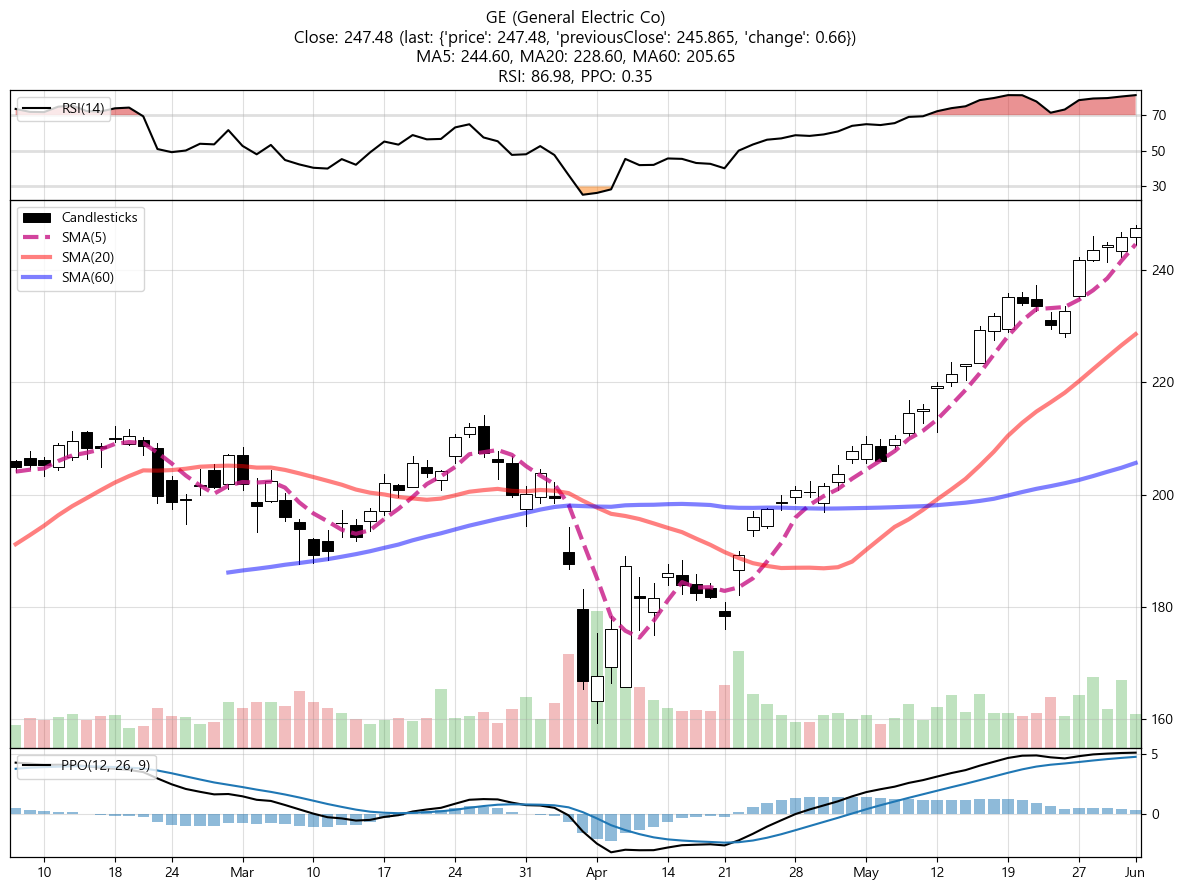 GE (General Electric Co)
Close: 247.48 (last: {'price': 247.48, 'previousClose': 245.865, 'change': 0.66})
MA5: 244.60, MA20: 228.60, MA60: 205.65
RSI: 86.98, PPO: 0.35
RSI(14)
70
50
30
Candlesticks
SMA(5)
SMA(20)
SMA(60)
240
220
200
180
160
PPO(12, 26, 9)
5
0
10 18 24 Mar 10 17 24 31 Apr 14 21 28 May 12 19 27 Jun